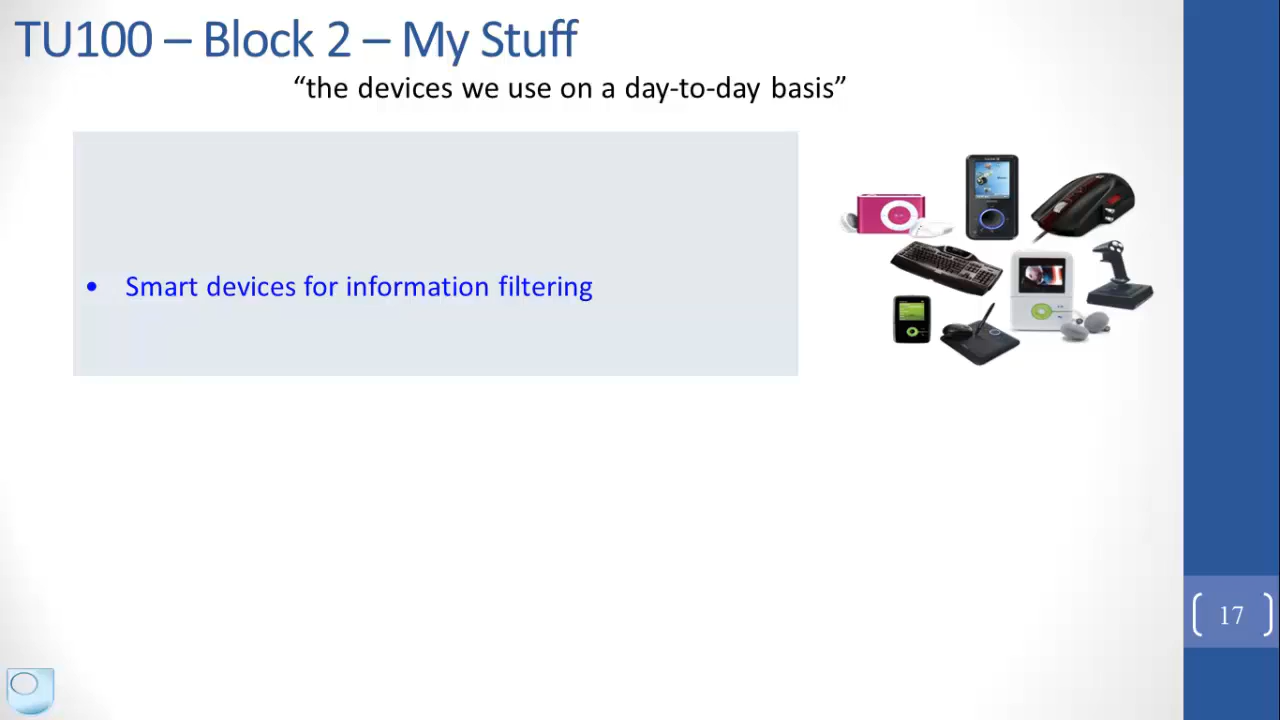 TU100 – Block 2 – My Stuff
“the devices we use on a day-to-day basis”
• Smart devices for information filtering
17